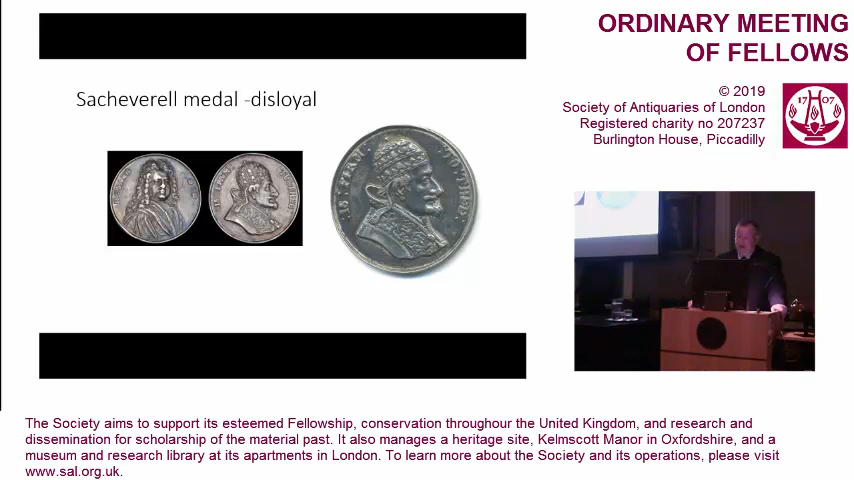 ORDINARY MEETING
OF FELLOWS
© 2019
Society of Antiquaries of London
Registered charity no 207237
Burlington House, Piccadilly
17 07
Sacheverell medal -disloyal
The Society aims to support its esteemed Fellowship, conservation throughour the United Kingdom, and research and
dissemination for scholarship of the material past. It also manages a heritage site, Kelmscott Manor in Oxfordshire, and a
museum and research library at its apartments in London. To learn more about the Society and its operations, please visit
www.sal.org.uk.